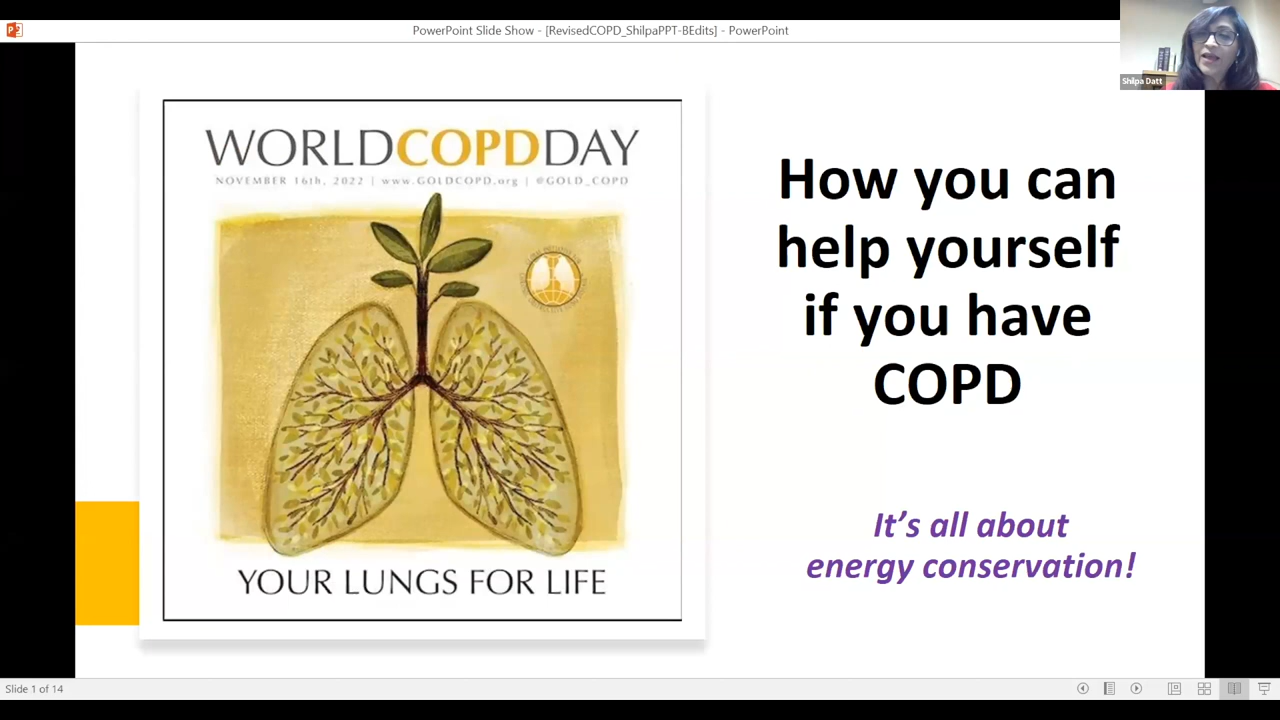 PowerPoint Slide Show - [RevisedCOPD_ShilpaPPT-BEdits] - PowerPoint
Shilpa Datt
WORLDCOPDDAY
NOVEMBER 16th, 2022 | www.GOLDCOPD.org | @GOLD_COPD
YOUR LUNGS FOR LIFE
How you can
help yourself
if you have
COPD
It's all about
energy conservation!
Slide 1 of 14